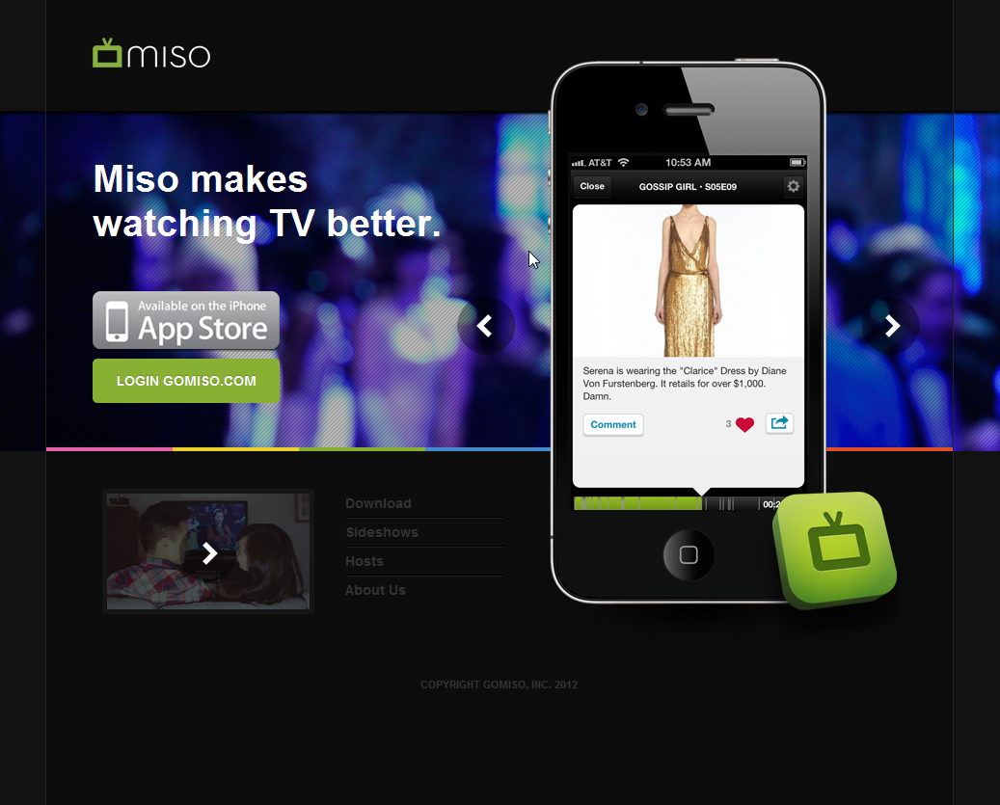 miso
Miso makes
watching TV better.
Available on the iPhone
App Store
LOGIN GOMISO.COM
AT&T 10:53 AM
Close GOSSIP GIRL · S05E09
Serena is wearing the "Clarice" Dress by Diane
Von Furstenberg. It retails for over $1,000.
Damn.
Comment 3
Download
Sideshows
Hosts
About Us
COPYRIGHT GOMISO, INC. 2012